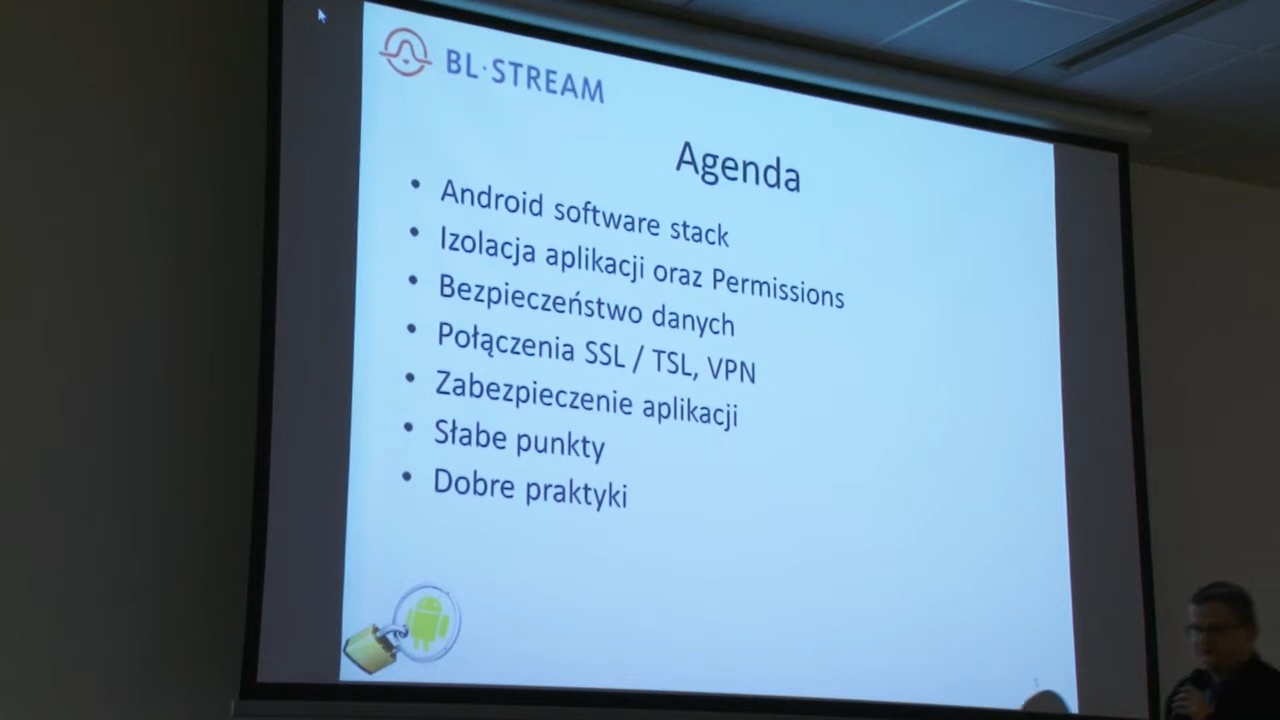 BL·STREAM
Agenda
• Android software stack
• Izolacja aplikacji oraz Permissions
• Bezpieczeństwo danych
• Połączenia SSL / TSL, VPN
• Zabezpieczenie aplikacji
• Słabe punkty
• Dobre praktyki